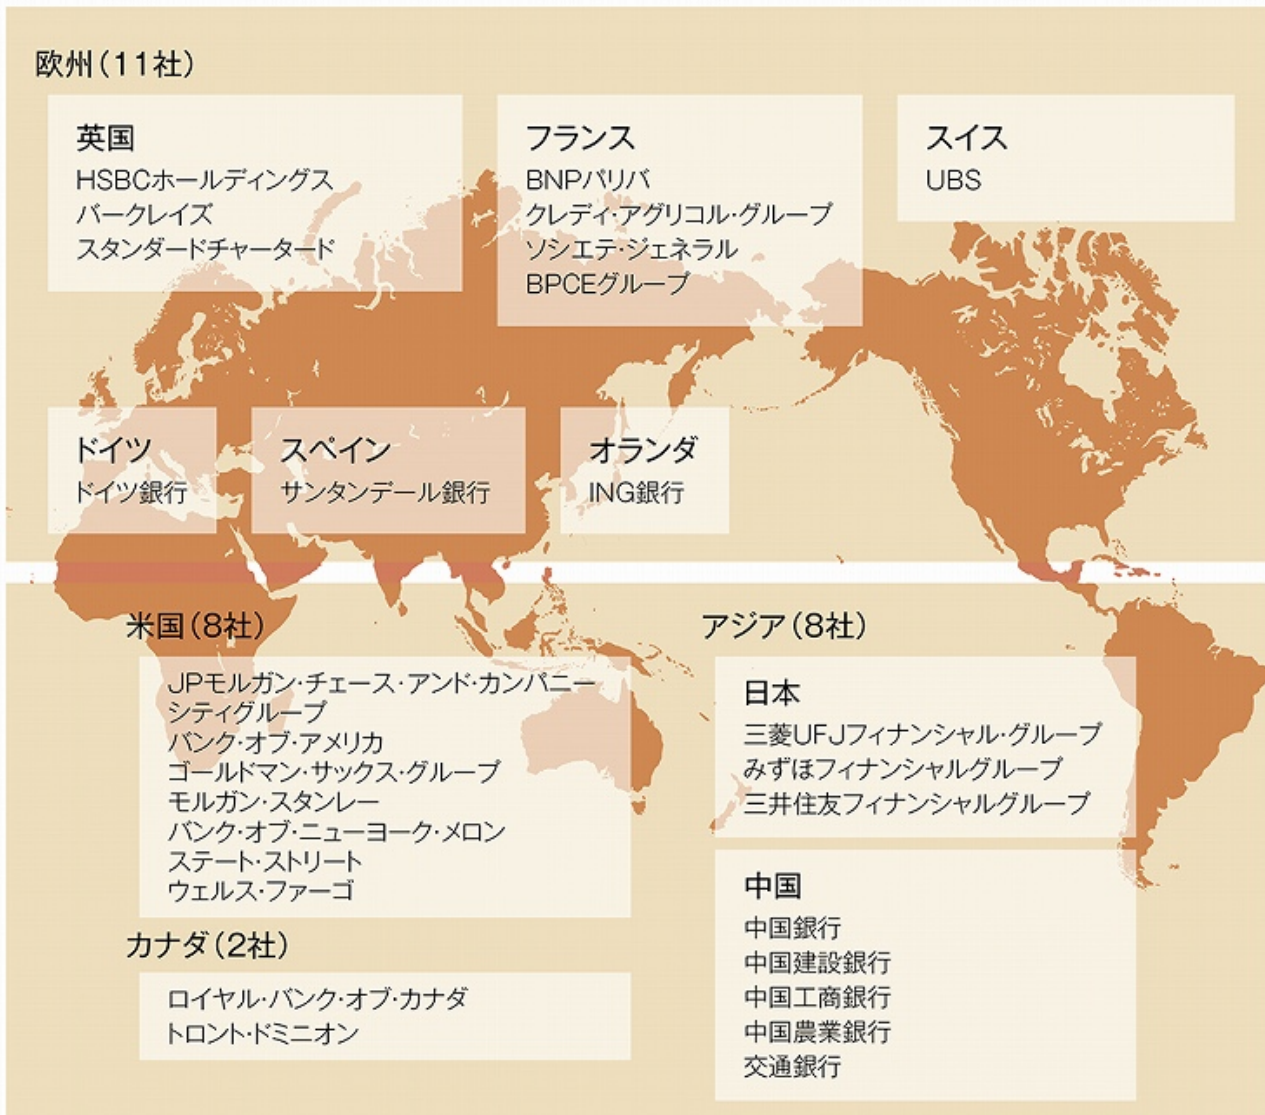 欧州（11社）
英国
HSBCホールディングス
バークレイズ
スタンダードチャータード
フランス
BNPパリバ
クレディ・アグリコル・グループ
ソシエテ・ジェネラル
BPCEグループ
スイス
UBS
ドイツ
ドイツ銀行
スペイン
サンタンデール銀行
オランダ
ING銀行
米国（8社）
JPモルガン・チェース・アンド・カンパニー
シティグループ
バンク・オブ・アメリカ
ゴールドマン・サックス・グループ
モルガン・スタンレー
バンク・オブ・ニューヨーク・メロン
ステート・ストリート
ウェルス・ファーゴ
カナダ（2社）
ロイヤル・バンク・オブ・カナダ
トロント・ドミニオン
アジア（8社）
日本
三菱UFJフィナンシャル・グループ
みずほフィナンシャルグループ
三井住友フィナンシャルグループ
中国
中国銀行
中国建設銀行
中国工商銀行
中国農業銀行
交通銀行